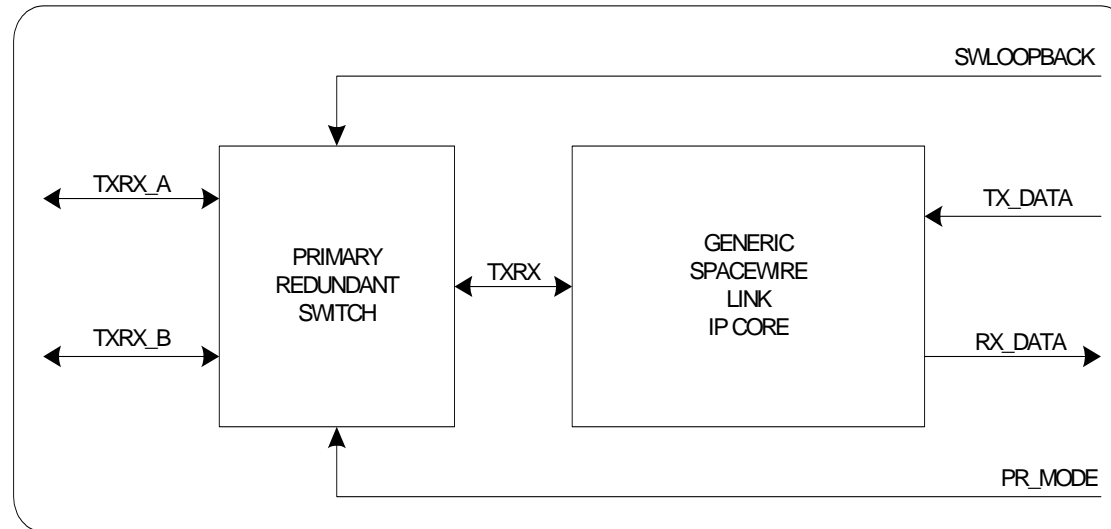 SWLOOPBACK
TXRX_A
TX_DATA
PRIMARY
REDUNDANT
SWITCH
TXRX
GENERIC
SPACEWIRE
LINK
IP CORE
TXRX_B
RX_DATA
PR_MODE